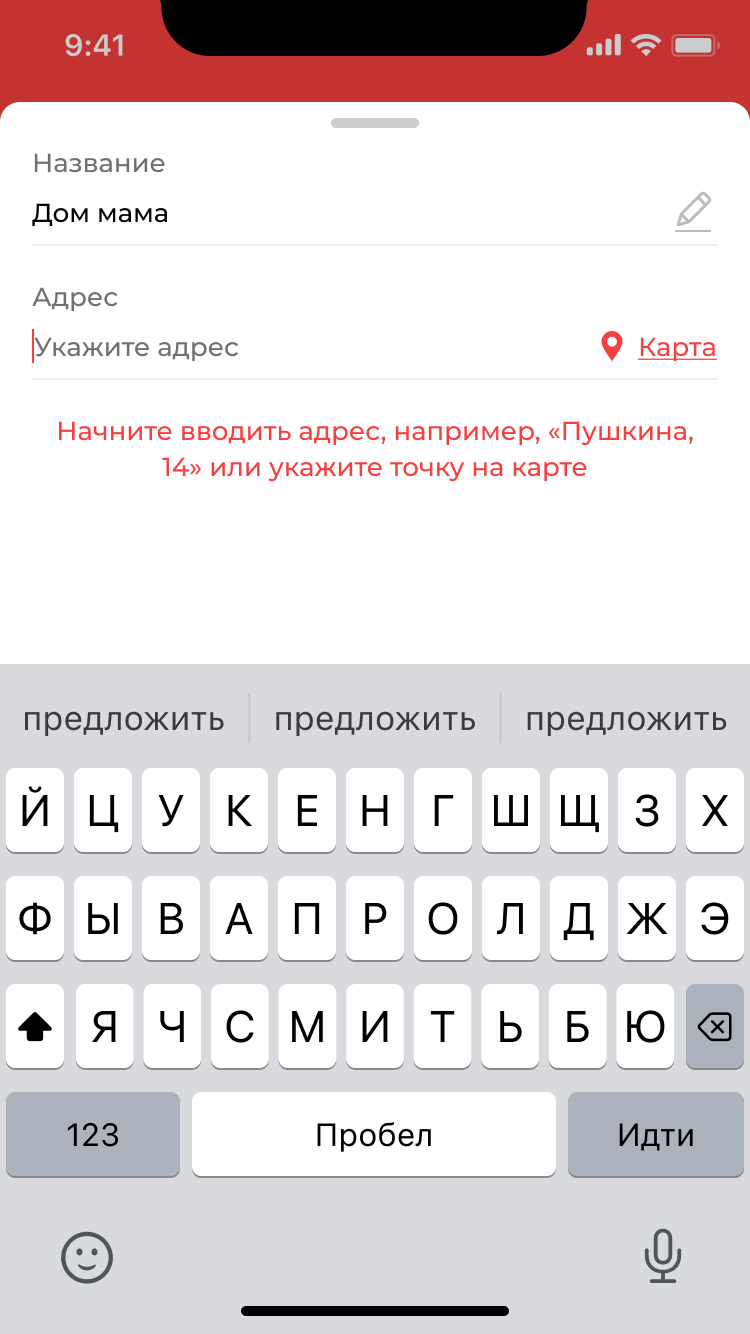 9:41
Название
Дом мама
Адрес
Укажите адрес Карта
Начните вводить адрес, например, «Пушкина,
14» или укажите точку на карте
предложить предложить предложить
Й Ц У К Е Н Г Ш Щ З Х
Ф Ы В А П Р О Л Д Ж Э
Я Ч С М И Т Ь Б Ю
123 Пробел Идти